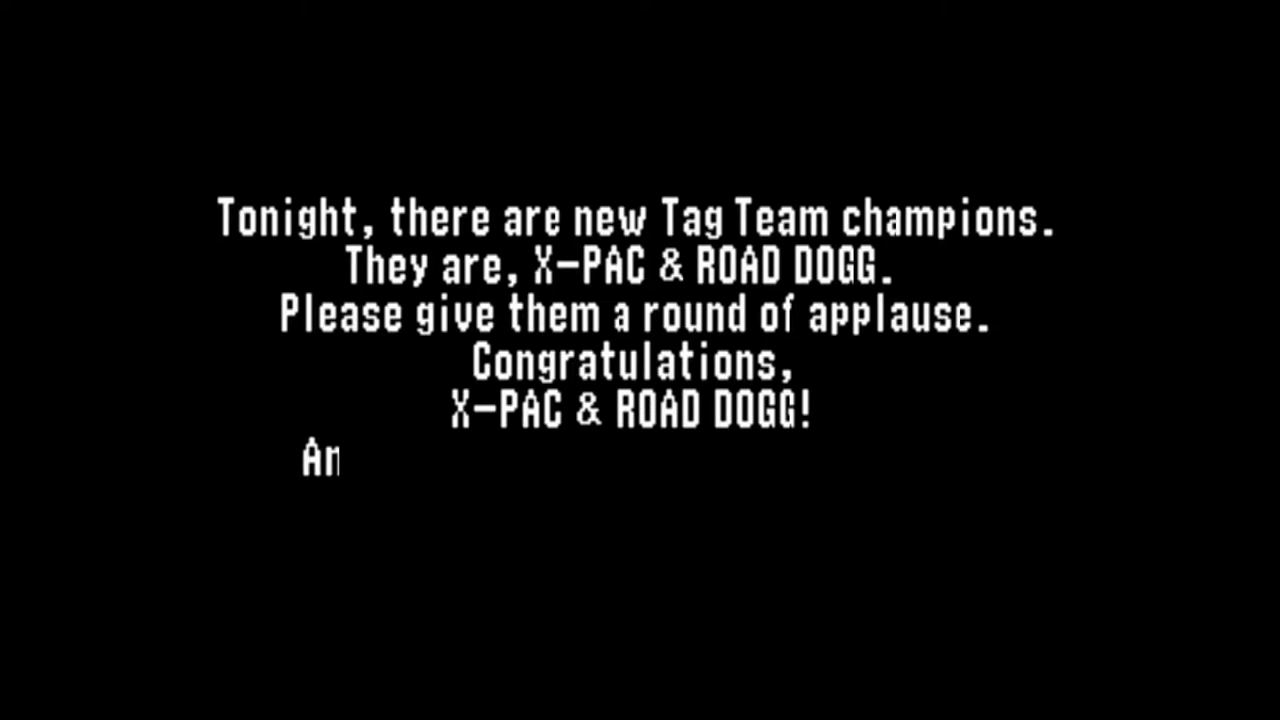 Tonight, there are new Tag Team champions.
They are, X-PAC & ROAD DOGG.
Please give them a round of applause.
Congratulations,
X-PAC & ROAD DOGG!
An